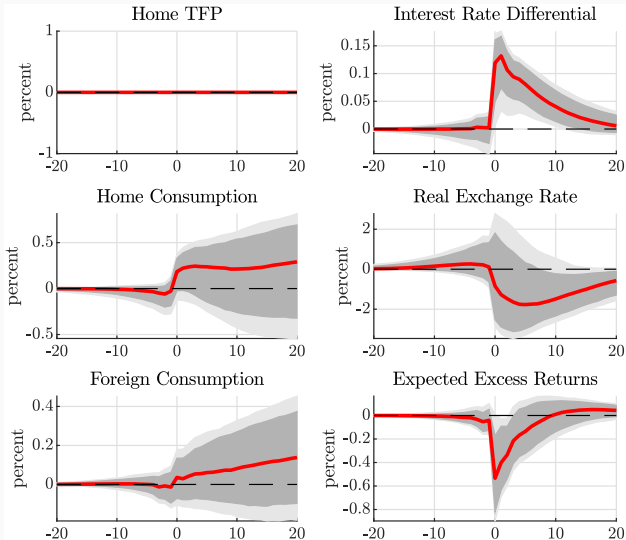 Home TFP
percent
1
0
-1
-20 -10 0 10 20
Interest Rate Differential
percent
0.15
0.1
0.05
0
-20 -10 0 10 20
Home Consumption
percent
0.5
0
-0.5
-20 -10 0 10 20
Real Exchange Rate
percent
2
0
-2
-20 -10 0 10 20
Foreign Consumption
percent
0.4
0.2
0
-20 -10 0 10 20
Expected Excess Returns
percent
0
-0.2
-0.4
-0.6
-0.8
-20 -10 0 10 20